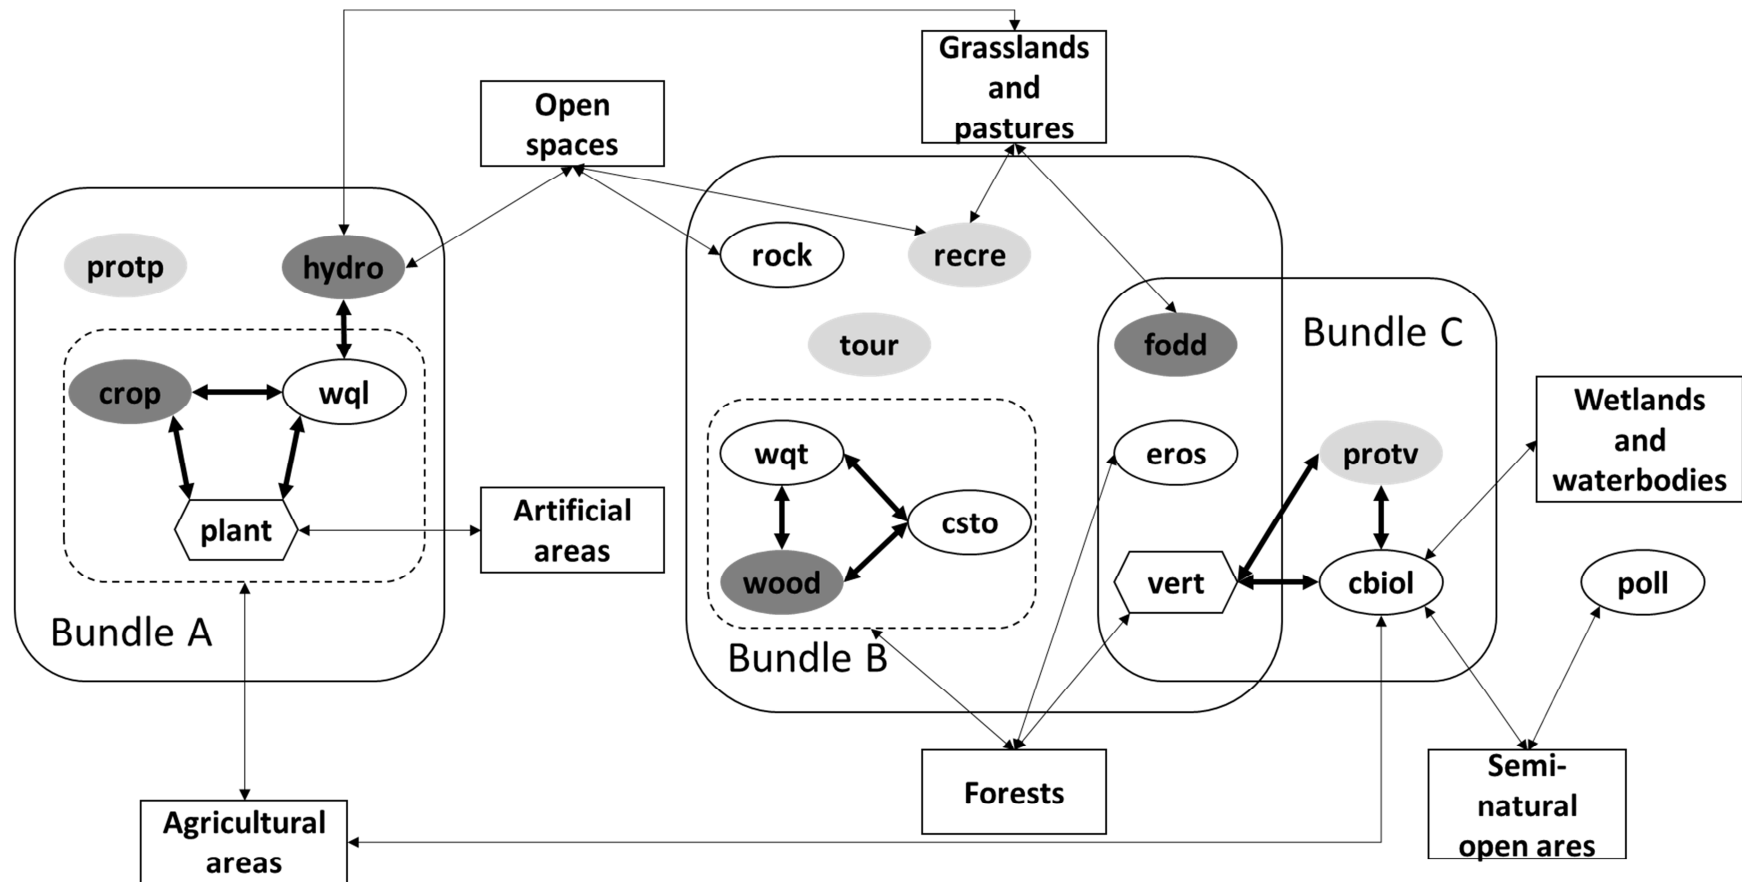 Grasslands
and
pastures
Open
spaces
protp
hydro
rock
recre
tour
fodd
Bundle C
crop
wql
wqt
eros
protv
Wetlands
and
waterbodies
plant
Artificial
areas
csto
wood
vert
cbiol
poll
Bundle A
Bundle B
Forests
Semi-
natural
open ares
Agricultural
areas